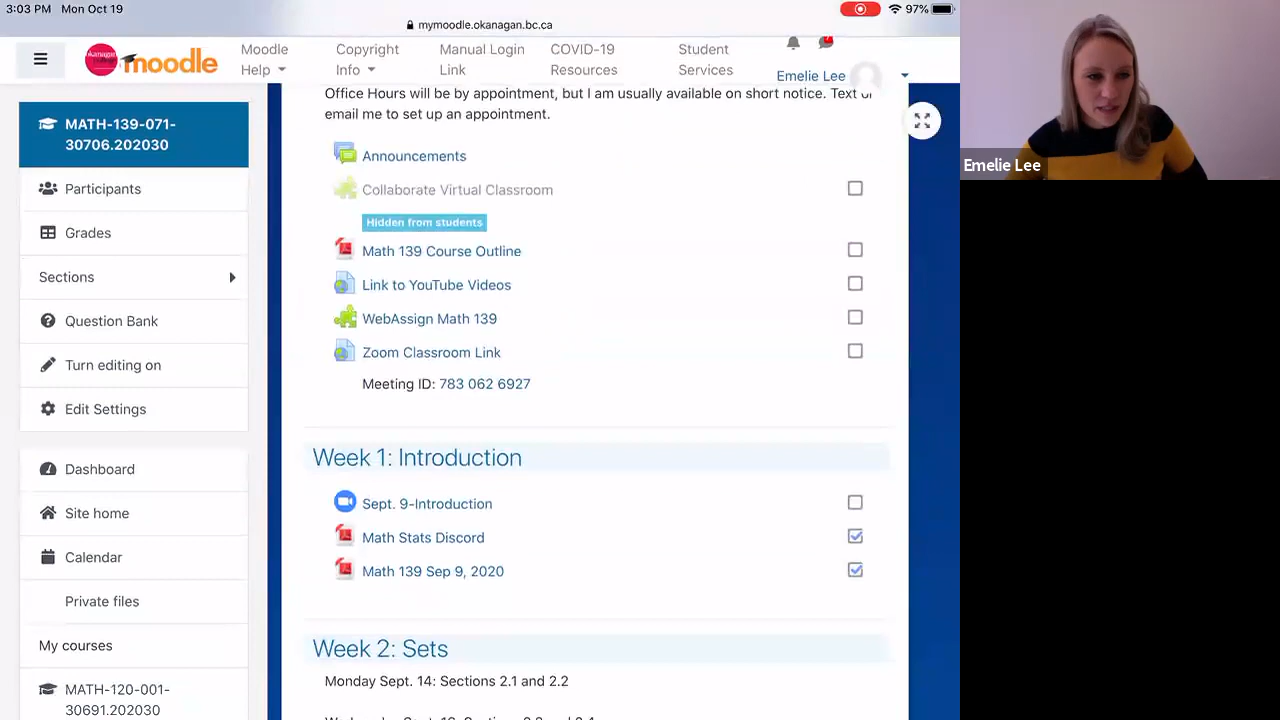 3:03 PM Mon Oct 19
97%
mymoodle.okanagan.bc.ca
okanagan
moodle
Moodle Help
Copyright Info
Manual Login Link
COVID-19 Resources
Student Services
Emelie Lee
MATH-139-071-
30706.202030
Participants
Grades
Sections
Question Bank
Turn editing on
Edit Settings
Dashboard
Site home
Calendar
Private files
My courses
MATH-120-001-
30691.202030
Office Hours will be by appointment, but I am usually available on short notice. Text or
email me to set up an appointment.
Announcements
Collaborate Virtual Classroom
Hidden from students
Math 139 Course Outline
Link to YouTube Videos
WebAssign Math 139
Zoom Classroom Link
Meeting ID: 783 062 6927
Week 1: Introduction
Sept. 9-Introduction
Math Stats Discord
Math 139 Sep 9, 2020
Week 2: Sets
Monday Sept. 14: Sections 2.1 and 2.2
Emelie Lee